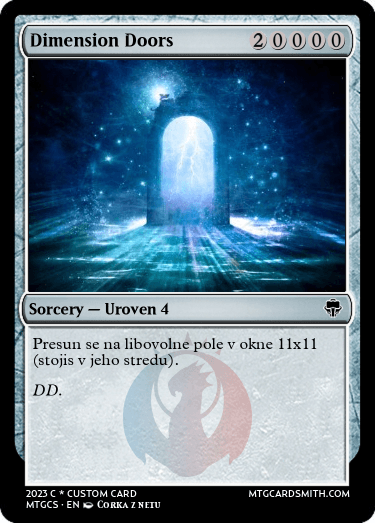 Dimension Doors 20000
Sorcery — Uroven 4
Presun se na libovolne pole v okne 11x11
(stojis v jeho stredu).
DD.
2023 C * CUSTOM CARD MTGCARDSMITH.COM
MTGCS · EN CORKA Z NETU